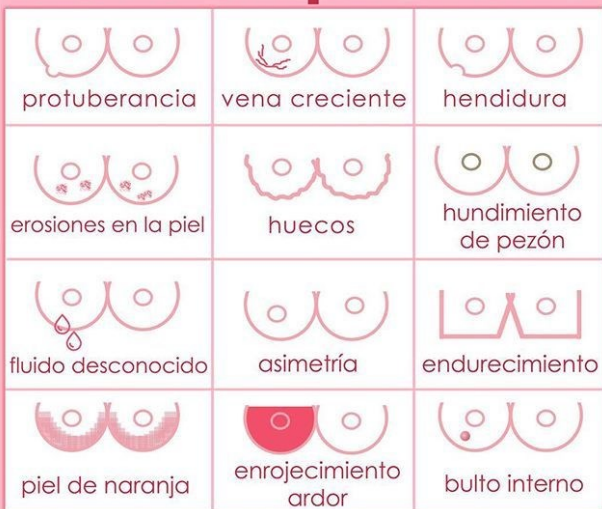 protuberancia
vena creciente
hendidura
erosiones en la piel
huecos
hundimiento
de pezón
fluido desconocido
asimetría
endurecimiento
piel de naranja
enrojecimiento
ardor
bulto interno